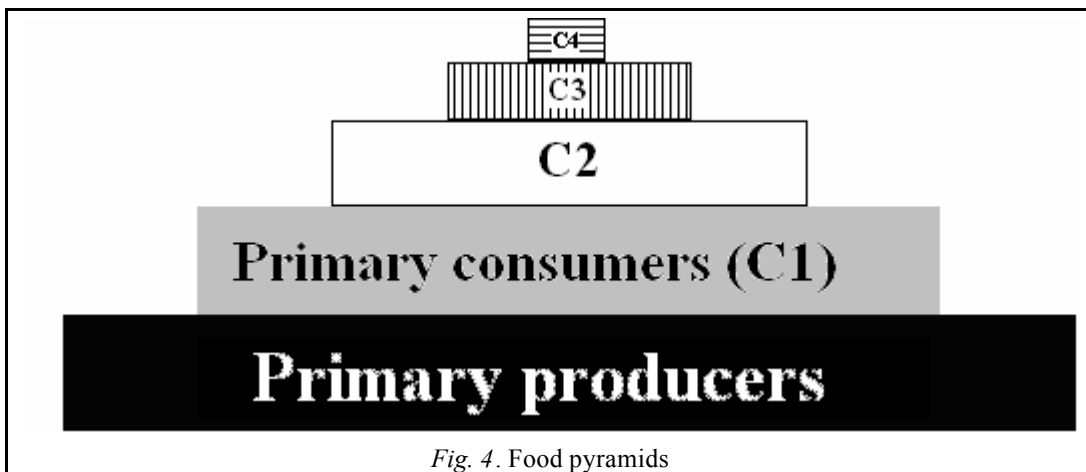 C4
C3
C2
Primary consumers (C1)
Primary producers
Fig. 4. Food pyramids